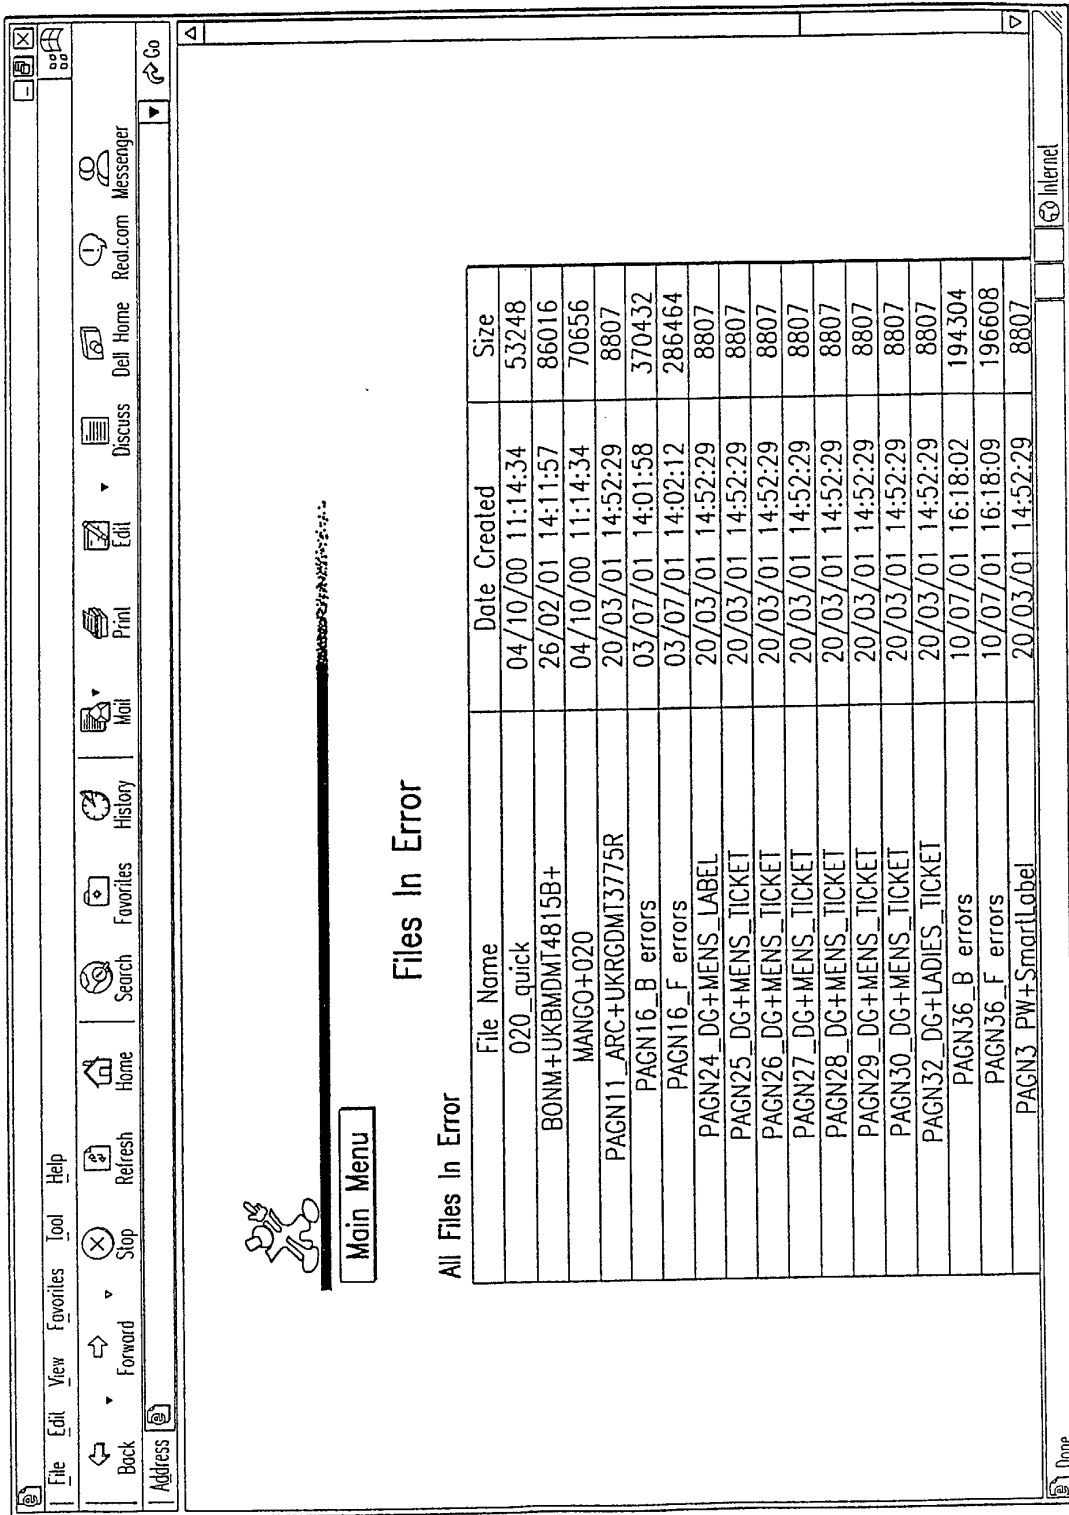 File Edit View Favorites Tool Help
Back Forward Stop Refresh Home Search Favorites History Mail Print Edit Discuss Dell Home Real.com Messenger
Address Go
Main Menu
Files In Error
All Files In Error
File Name Date Created Size
020_quick 04/10/00 11:14:34 53248
BONM+UKBMDMT4815B+ 26/02/01 14:11:57 86016
MANGO+020 04/10/00 11:14:34 70656
PAGN11_ARC+UKRGDMT3775R 20/03/01 14:52:29 8807
PAGN16_B errors 03/07/01 14:01:58 370432
PAGN16_F errors 03/07/01 14:02:12 286464
PAGN24_DG+MENS_LABEL 20/03/01 14:52:29 8807
PAGN25_DG+MENS_TICKET 20/03/01 14:52:29 8807
PAGN26_DG+MENS_TICKET 20/03/01 14:52:29 8807
PAGN27_DG+MENS_TICKET 20/03/01 14:52:29 8807
PAGN28_DG+MENS_TICKET 20/03/01 14:52:29 8807
PAGN29_DG+MENS_TICKET 20/03/01 14:52:29 8807
PAGN30_DG+MENS_TICKET 20/03/01 14:52:29 8807
PAGN32_DG+LADIES_TICKET 20/03/01 14:52:29 8807
PAGN36_B errors 10/07/01 16:18:02 194304
PAGN36_F errors 10/07/01 16:18:09 196608
PAGN3 PW+SmartLabel 20/03/01 14:52:29 8807
Done Internet